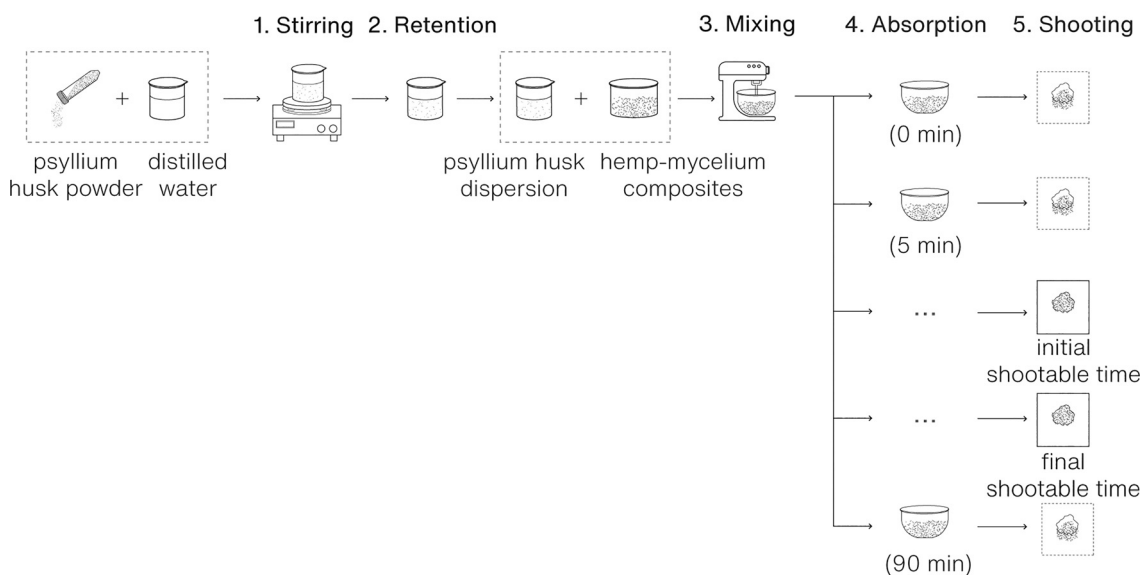 1. Stirring
2. Retention
3. Mixing
4. Absorption
5. Shooting
+
psyllium
husk powder
distilled
water
+
psyllium husk
dispersion
hemp-mycelium
composites
(0 min)
(5 min)
...
initial
shootable time
...
final
shootable time
(90 min)